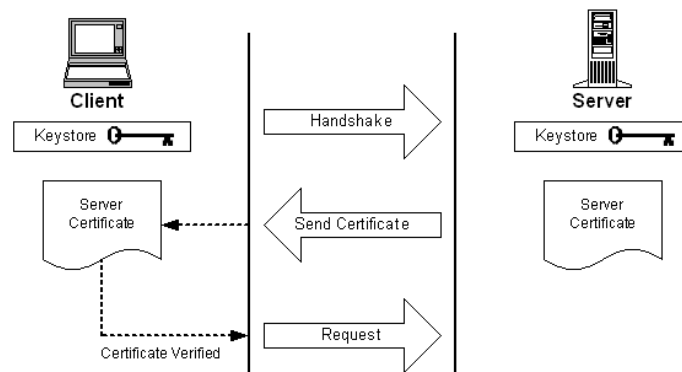 Client
Server
Keystore
Handshake
Keystore
Server
Certificate
Send Certificate
Server
Certificate
Request
Certificate Verified